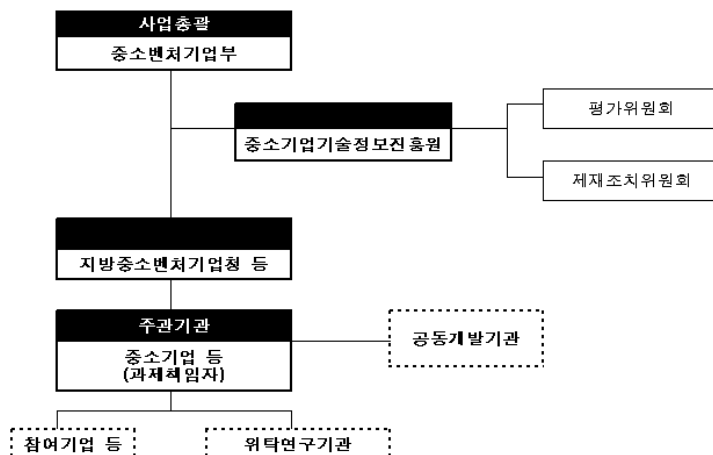 사업총괄
중소벤처기업부
중소기업기술정보진흥원
평가위원회
제재조치위원회
지방중소벤처기업청 등
주관기관
중소기업 등
(과제책임자)
공동개발기관
참여기업 등
위탁연구기관